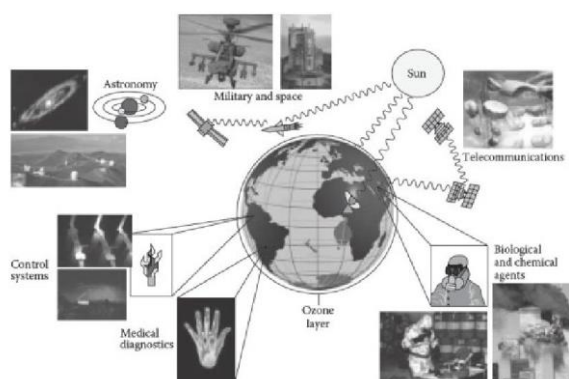 Astronomy
Military and space
Sun
Telecommunications
Control
systems
Medical
diagnostics
Ozone
layer
Biological
and chemical
agents